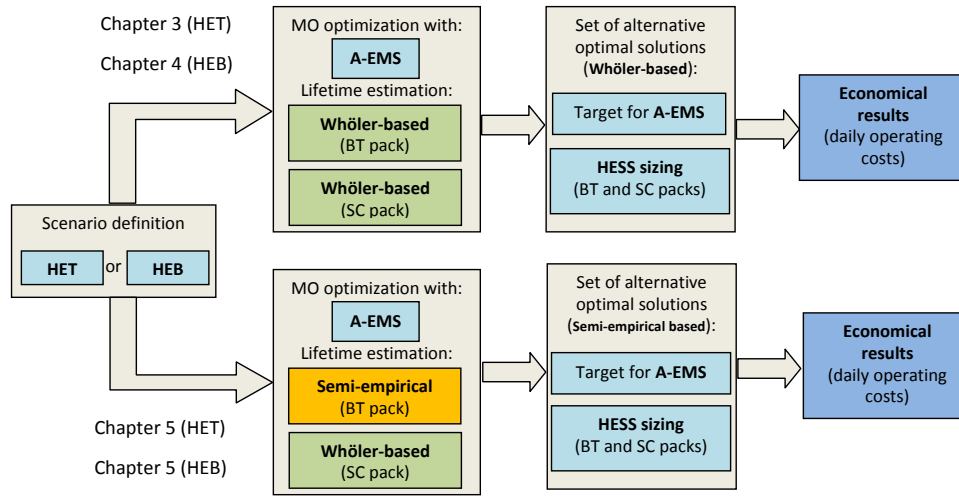 Chapter 3 (HET)
Chapter 4 (HEB)
MO optimization with:
A-EMS
Lifetime estimation:
Whöler-based
(BT pack)
Whöler-based
(SC pack)
Set of alternative
optimal solutions
(Whöler-based):
Target for A-EMS
HESS sizing
(BT and SC packs)
Economical
results
(daily operating
costs)
Scenario definition
HET or HEB
MO optimization with:
A-EMS
Lifetime estimation:
Semi-empirical
(BT pack)
Whöler-based
(SC pack)
Set of alternative
optimal solutions
(Semi-empirical based):
Target for A-EMS
HESS sizing
(BT and SC packs)
Economical
results
(daily operating
costs)
Chapter 5 (HET)
Chapter 5 (HEB)